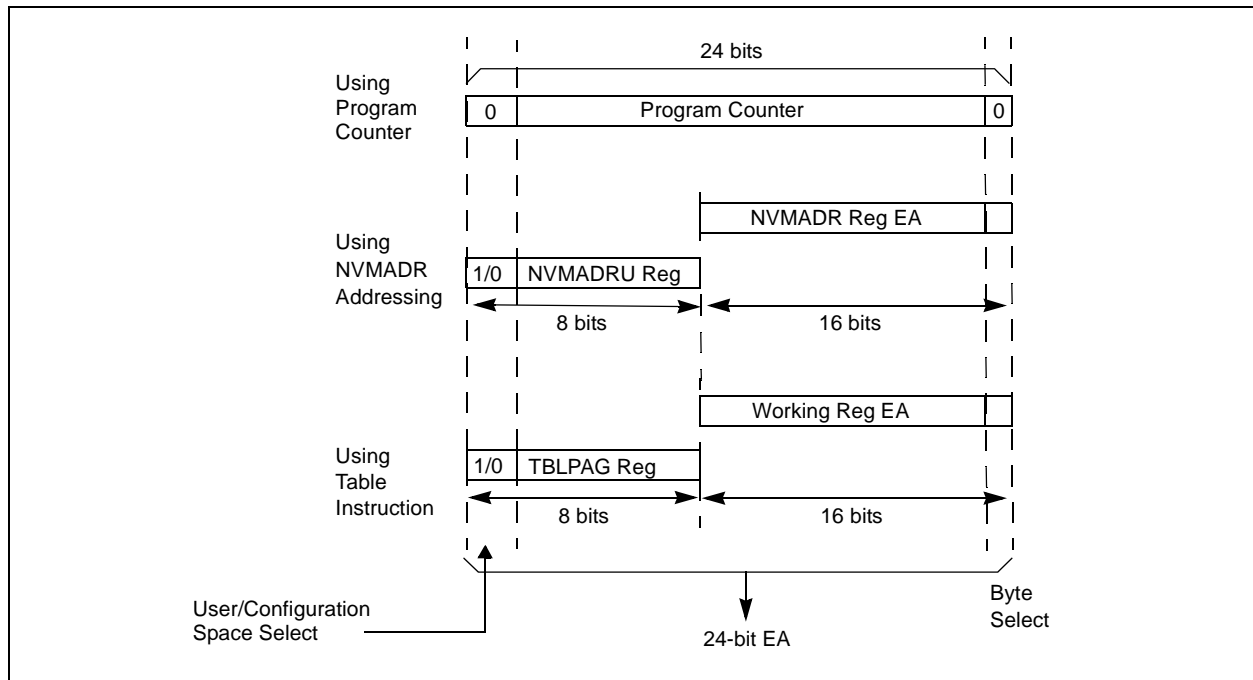 24 bits
Using
Program
Counter
0
Program Counter
0
NVMADR Reg EA
Using
NVMADR
Addressing
1/0
NVMADRU Reg
8 bits
16 bits
Working Reg EA
Using
Table
Instruction
1/0
TBLPAG Reg
8 bits
16 bits
User/Configuration
Space Select
24-bit EA
Byte
Select